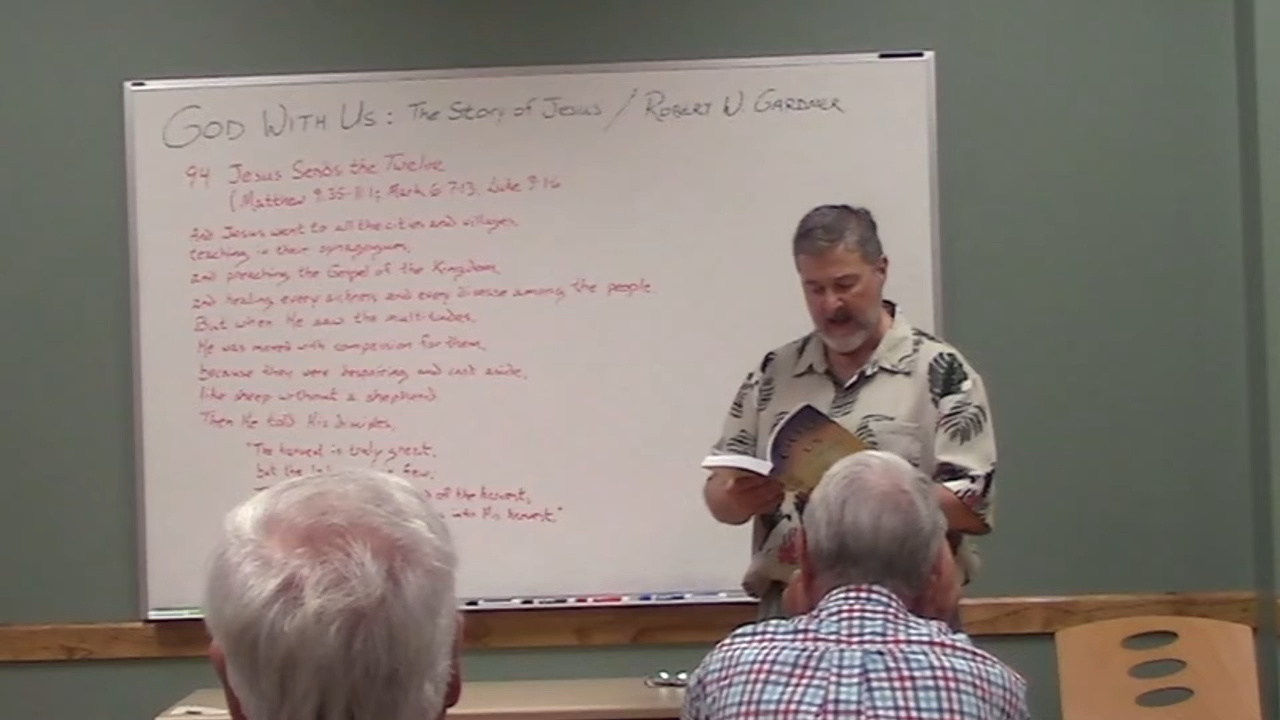 GOD WITH US: The Story of Jesus / ROBERT W GARDNER
94 Jesus Sends the Twelve
(Matthew 9:35-11:1; Mark 6:7-13; Luke 9:1-6
And Jesus went to all the cities and villages,
teaching in their synagogues,
and preaching the Gospel of the Kingdom,
and healing every sickness and every disease among the people.
But when He saw the multitudes,
He was moved with compassion for them,
because they were despairing and cast aside,
like sheep without a shepherd.
Then He told His disciples,
"The harvest is truly great,
but the few;
of the harvest,
into His harvest."
GOD
US